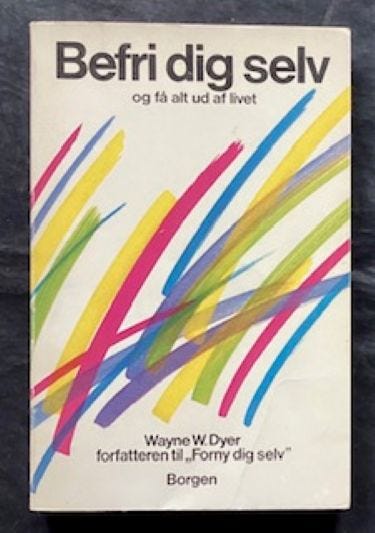 Befri dig selv
og få alt ud af livet
Wayne W. Dyer
forfatteren til „Forny dig selv”
Borgen